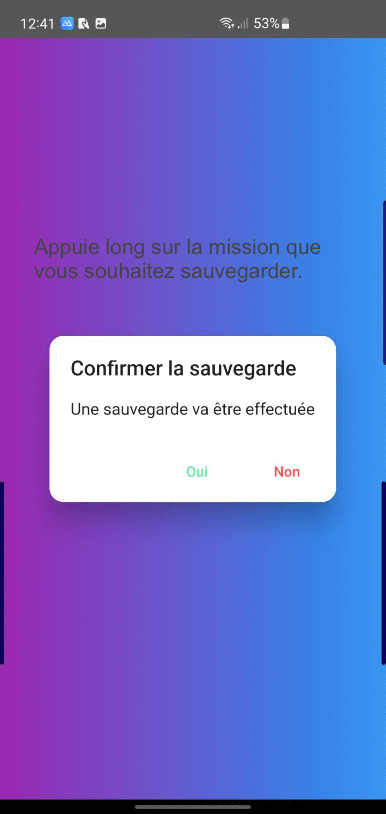 12:41 53%
Appuie long sur la mission que
vous souhaitez sauvegarder.
Confirmer la sauvegarde
Une sauvegarde va être effectuée
Oui Non